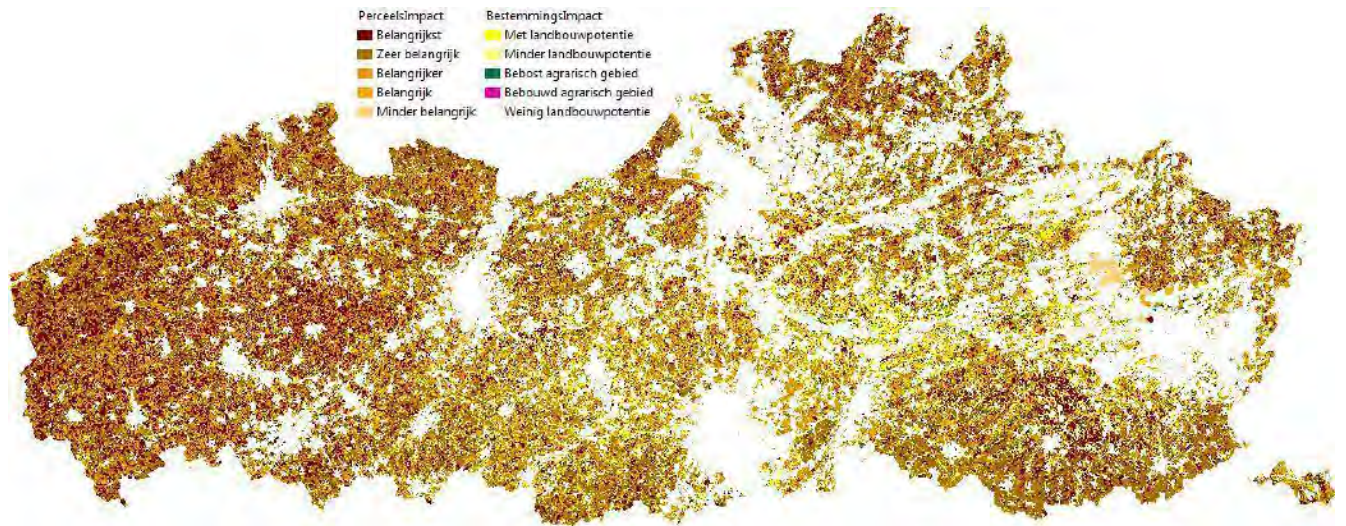 PerceelsImpact
Belangrijkst
Zeer belangrijk
Belangrijker
Belangrijk
Minder belangrijk
BestemmingsImpact
Met landbouwpotentie
Minder landbouwpotentie
Bebost agrarisch gebied
Bebouwd agrarisch gebied
Weinig landbouwpotentie